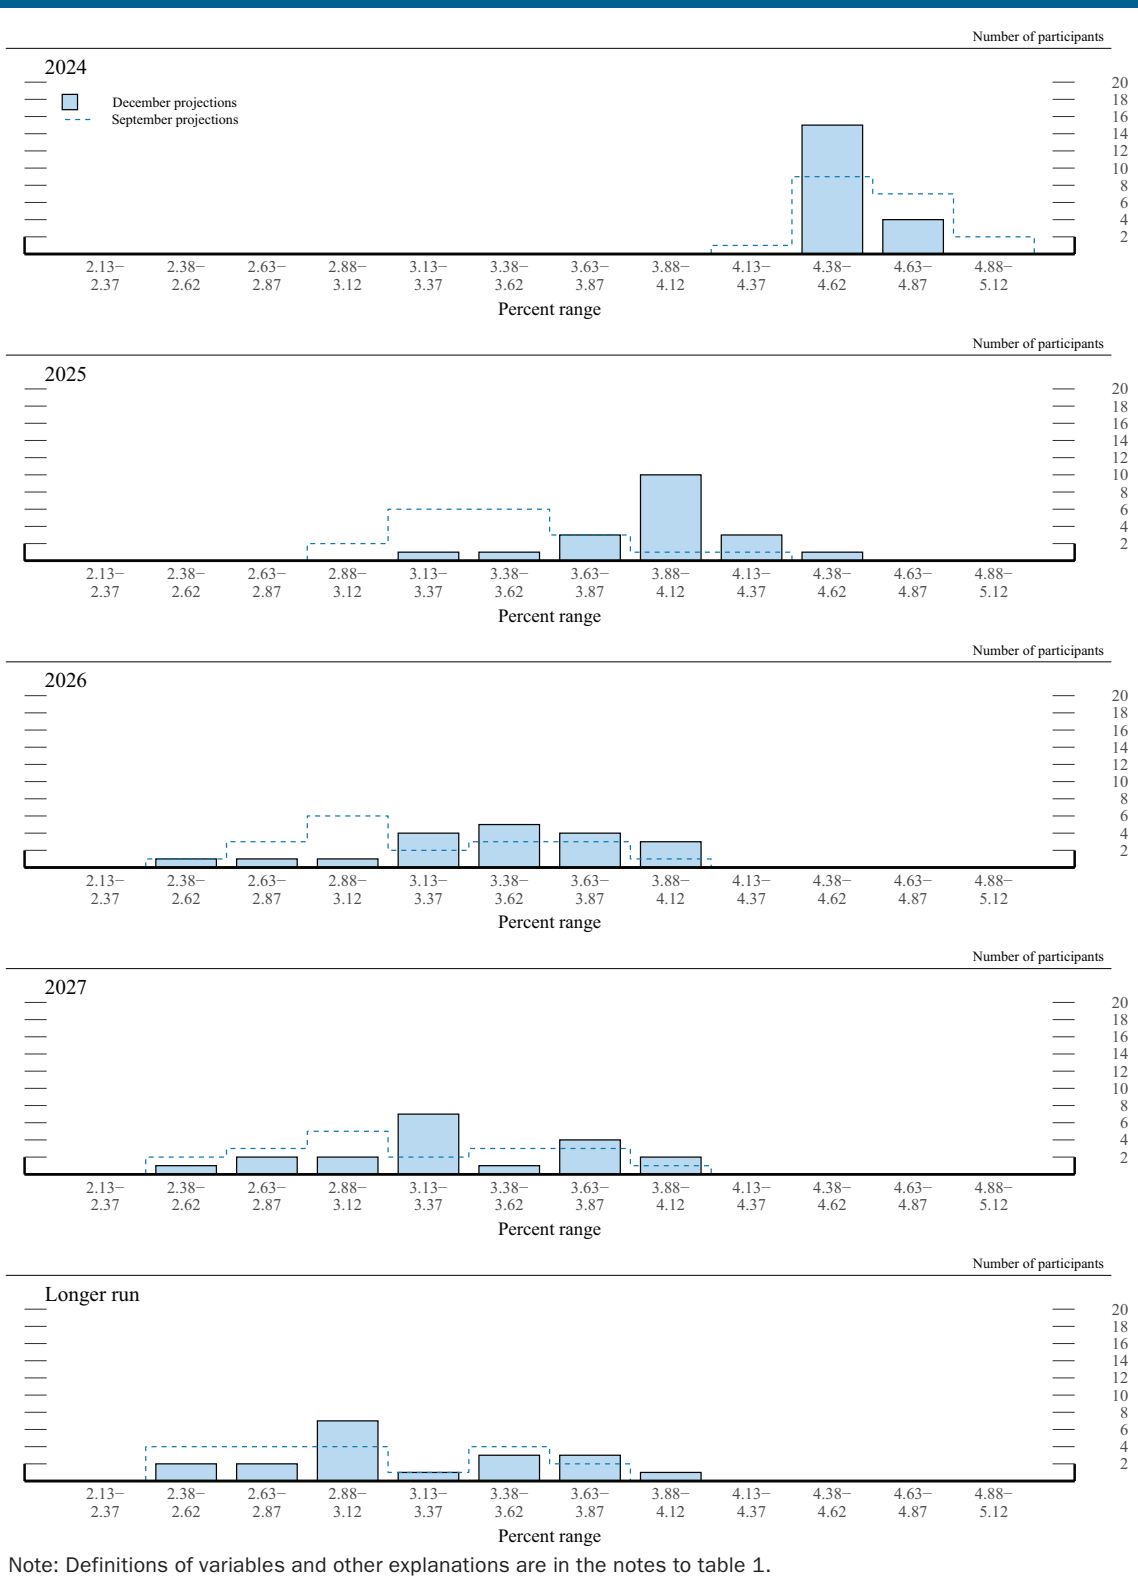 Number of participants
2024
December projections
September projections
20
18
16
14
12
10
8
6
4
2
2.13– 2.38– 2.63– 2.88– 3.13– 3.38– 3.63– 3.88– 4.13– 4.38– 4.63– 4.88–
2.37 2.62 2.87 3.12 3.37 3.62 3.87 4.12 4.37 4.62 4.87 5.12
Percent range
Number of participants
2025
20
18
16
14
12
10
8
6
4
2
2.13– 2.38– 2.63– 2.88– 3.13– 3.38– 3.63– 3.88– 4.13– 4.38– 4.63– 4.88–
2.37 2.62 2.87 3.12 3.37 3.62 3.87 4.12 4.37 4.62 4.87 5.12
Percent range
Number of participants
2026
20
18
16
14
12
10
8
6
4
2
2.13– 2.38– 2.63– 2.88– 3.13– 3.38– 3.63– 3.88– 4.13– 4.38– 4.63– 4.88–
2.37 2.62 2.87 3.12 3.37 3.62 3.87 4.12 4.37 4.62 4.87 5.12
Percent range
Number of participants
2027
20
18
16
14
12
10
8
6
4
2
2.13– 2.38– 2.63– 2.88– 3.13– 3.38– 3.63– 3.88– 4.13– 4.38– 4.63– 4.88–
2.37 2.62 2.87 3.12 3.37 3.62 3.87 4.12 4.37 4.62 4.87 5.12
Percent range
Number of participants
Longer run
20
18
16
14
12
10
8
6
4
2
2.13– 2.38– 2.63– 2.88– 3.13– 3.38– 3.63– 3.88– 4.13– 4.38– 4.63– 4.88–
2.37 2.62 2.87 3.12 3.37 3.62 3.87 4.12 4.37 4.62 4.87 5.12
Percent range
Note: Definitions of variables and other explanations are in the notes to table 1.